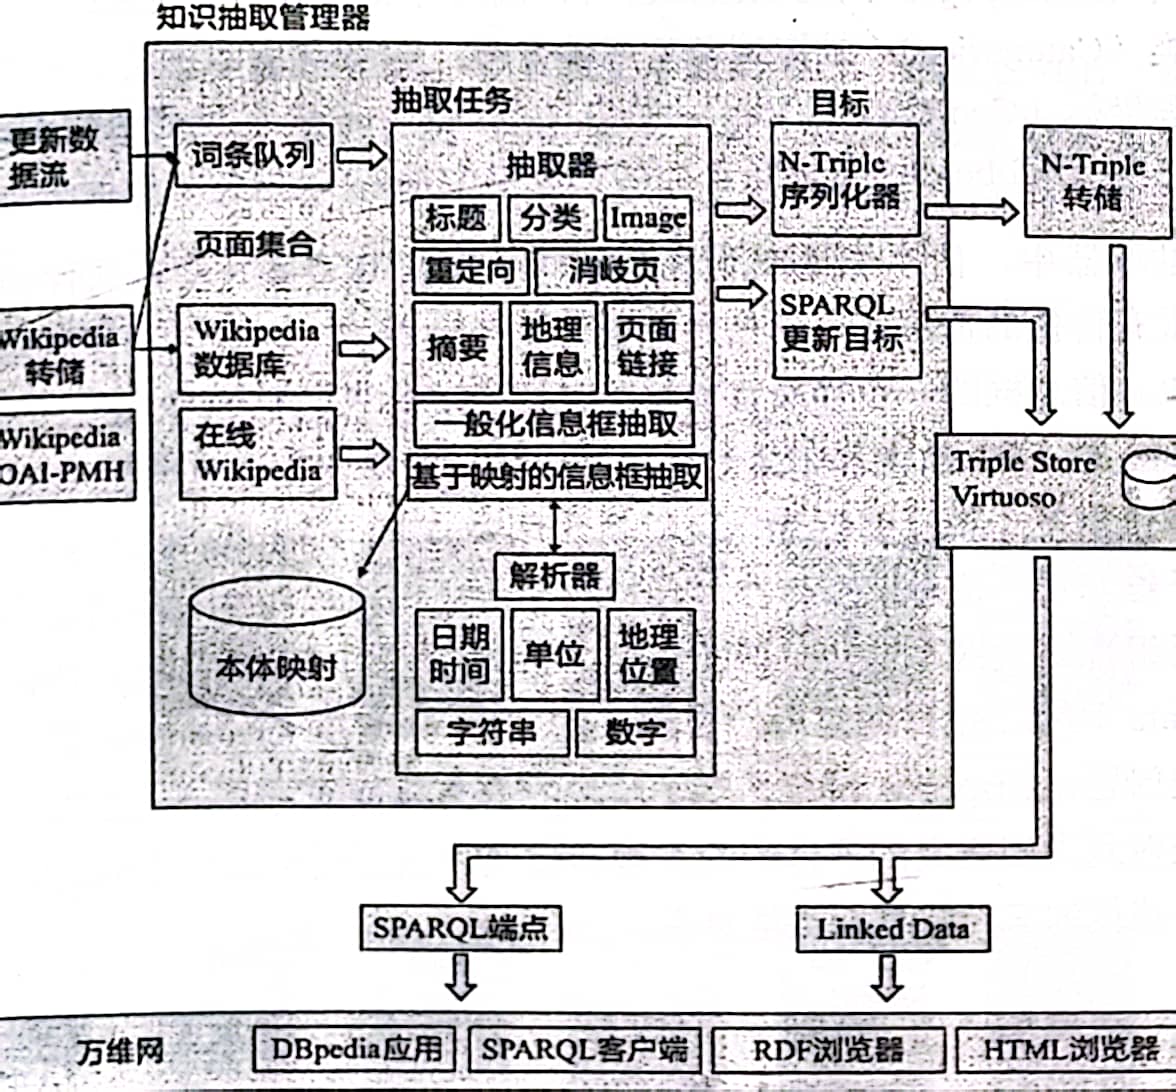 知识抽取管理器
抽取任务
目标
更新数
据流
词条队列
抽取器
N-Triple
序列化器
N-Triple
转储
标题
分类
Image
页面集合
重定向
消歧页
Wikipedia
转储
Wikipedia
数据库
摘要
地理
信息
页面
链接
SPARQL
更新目标
一般化信息框抽取
Wikipedia
OAI-PMH
在线
Wikipedia
基于映射的信息框抽取
Triple Store
Virtuoso
解析器
本体映射
日期
时间
单位
地理
位置
字符串
数字
SPARQL端点
Linked Data
万维网
DBpedia应用
SPARQL客户端
RDF浏览器
HTML浏览器